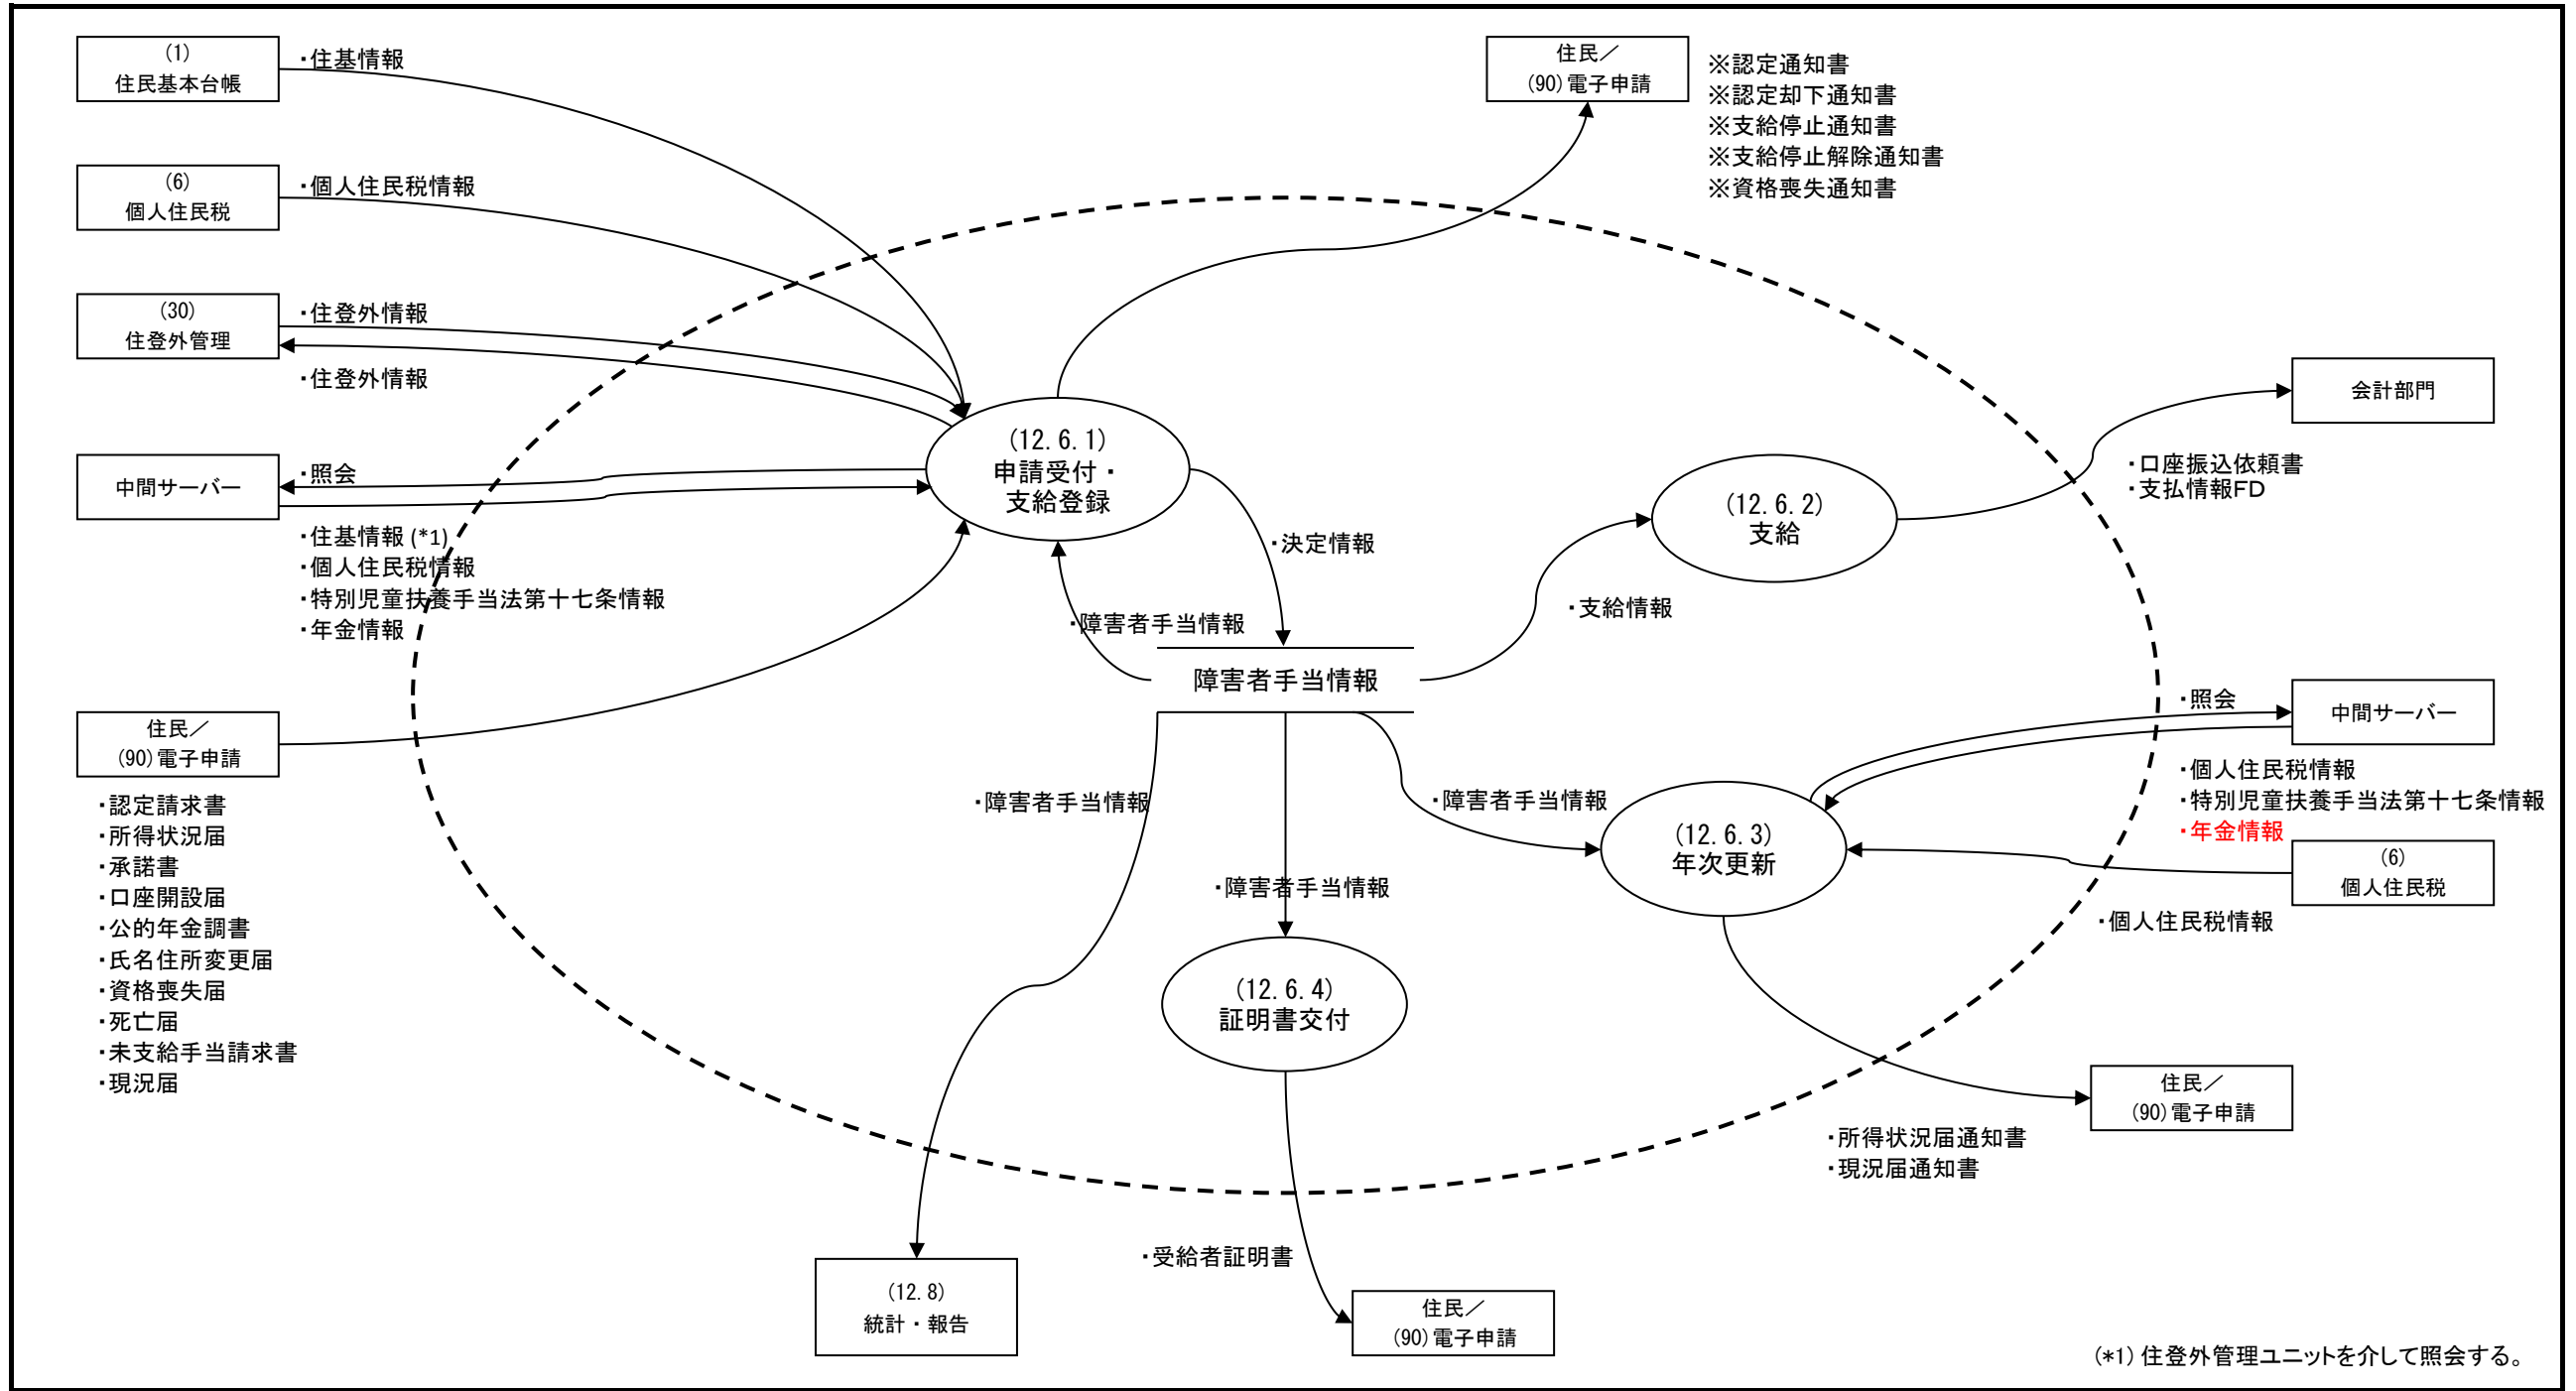 (1)
住民基本台帳
・住基情報
(6)
個人住民税
・個人住民税情報
(30)
住登外管理
・住登外情報
・住登外情報
中間サーバー
・照会
・住基情報(*1)
・個人住民税情報
・特別児童扶養手当法第十七条情報
・年金情報
住民／
(90)電子申請
・認定請求書
・所得状況届
・承諾書
・口座開設届
・公的年金調書
・氏名住所変更届
・資格喪失届
・死亡届
・未支給手当請求書
・現況届
住民／
(90)電子申請
※認定通知書
※認定却下通知書
※支給停止通知書
※支給停止解除通知書
※資格喪失通知書
(12.6.1)
申請受付・
支給登録
・決定情報
・障害者手当情報
障害者手当情報
・支給情報
(12.6.2)
支給
会計部門
・口座振込依頼書
・支払情報FD
・照会
中間サーバー
・個人住民税情報
・特別児童扶養手当法第十七条情報
・年金情報
(6)
個人住民税
・個人住民税情報
・障害者手当情報
(12.6.3)
年次更新
・障害者手当情報
・障害者手当情報
(12.6.4)
証明書交付
住民／
(90)電子申請
・所得状況届通知書
・現況届通知書
(12.8)
統計・報告
・受給者証明書
住民／
(90)電子申請
(*1)住登外管理ユニットを介して照会する。